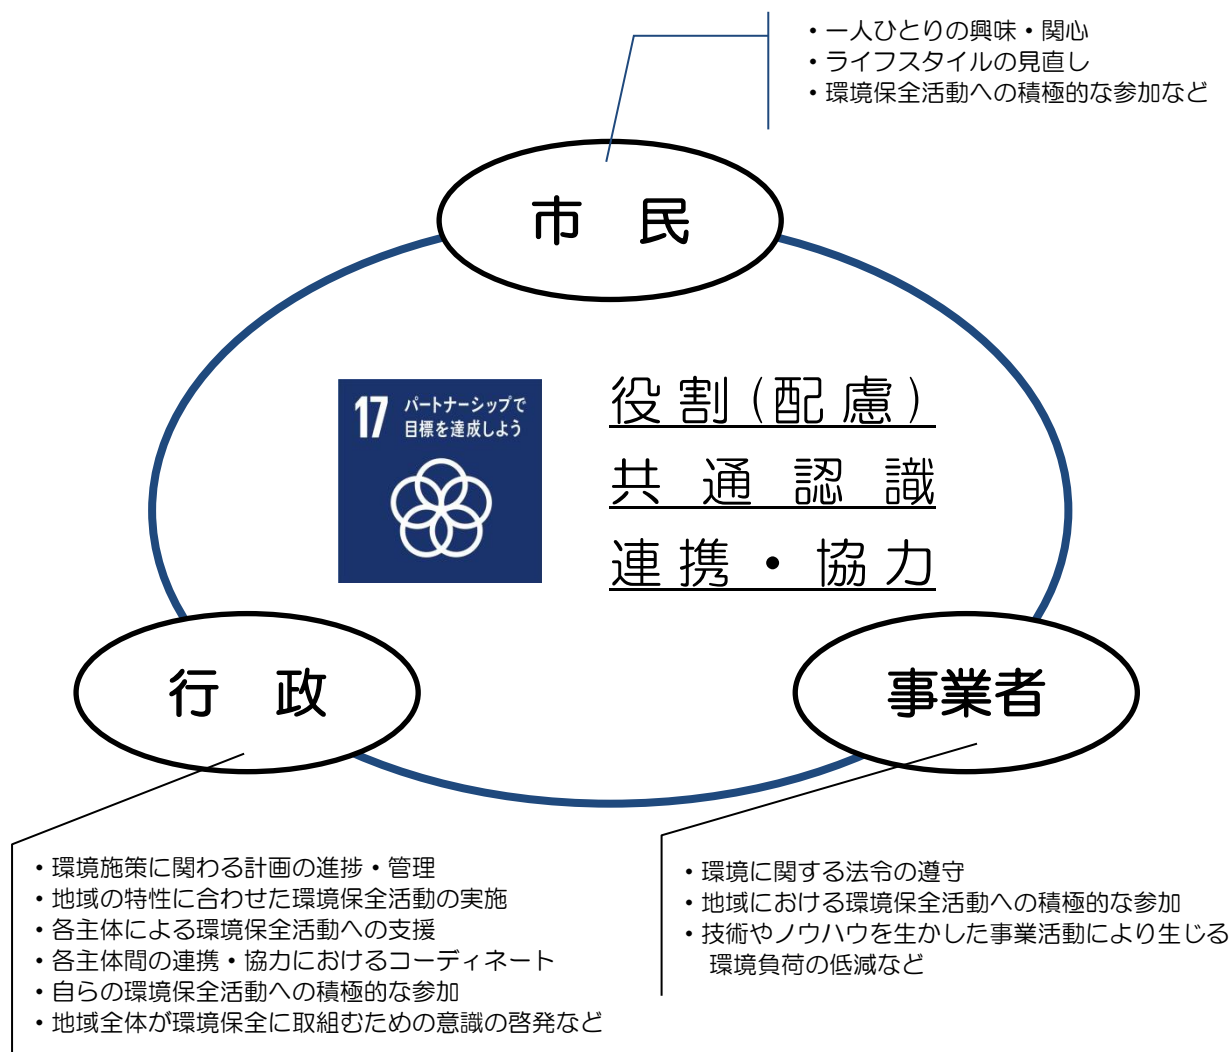 ・一人ひとりの興味・関心
・ライフスタイルの見直し
・環境保全活動への積極的な参加など
市　民
17 パートナーシップで
目標を達成しよう
役割(配慮)
共通認識
連携・協力
行　政
事業者
・環境施策に関わる計画の進捗・管理
・地域の特性に合わせた環境保全活動の実施
・各主体による環境保全活動への支援
・各主体間の連携・協力におけるコーディネート
・自らの環境保全活動への積極的な参加
・地域全体が環境保全に取組むための意識の啓発など
・環境に関する法令の遵守
・地域における環境保全活動への積極的な参加
・技術やノウハウを生かした事業活動により生じる
環境負荷の低減など